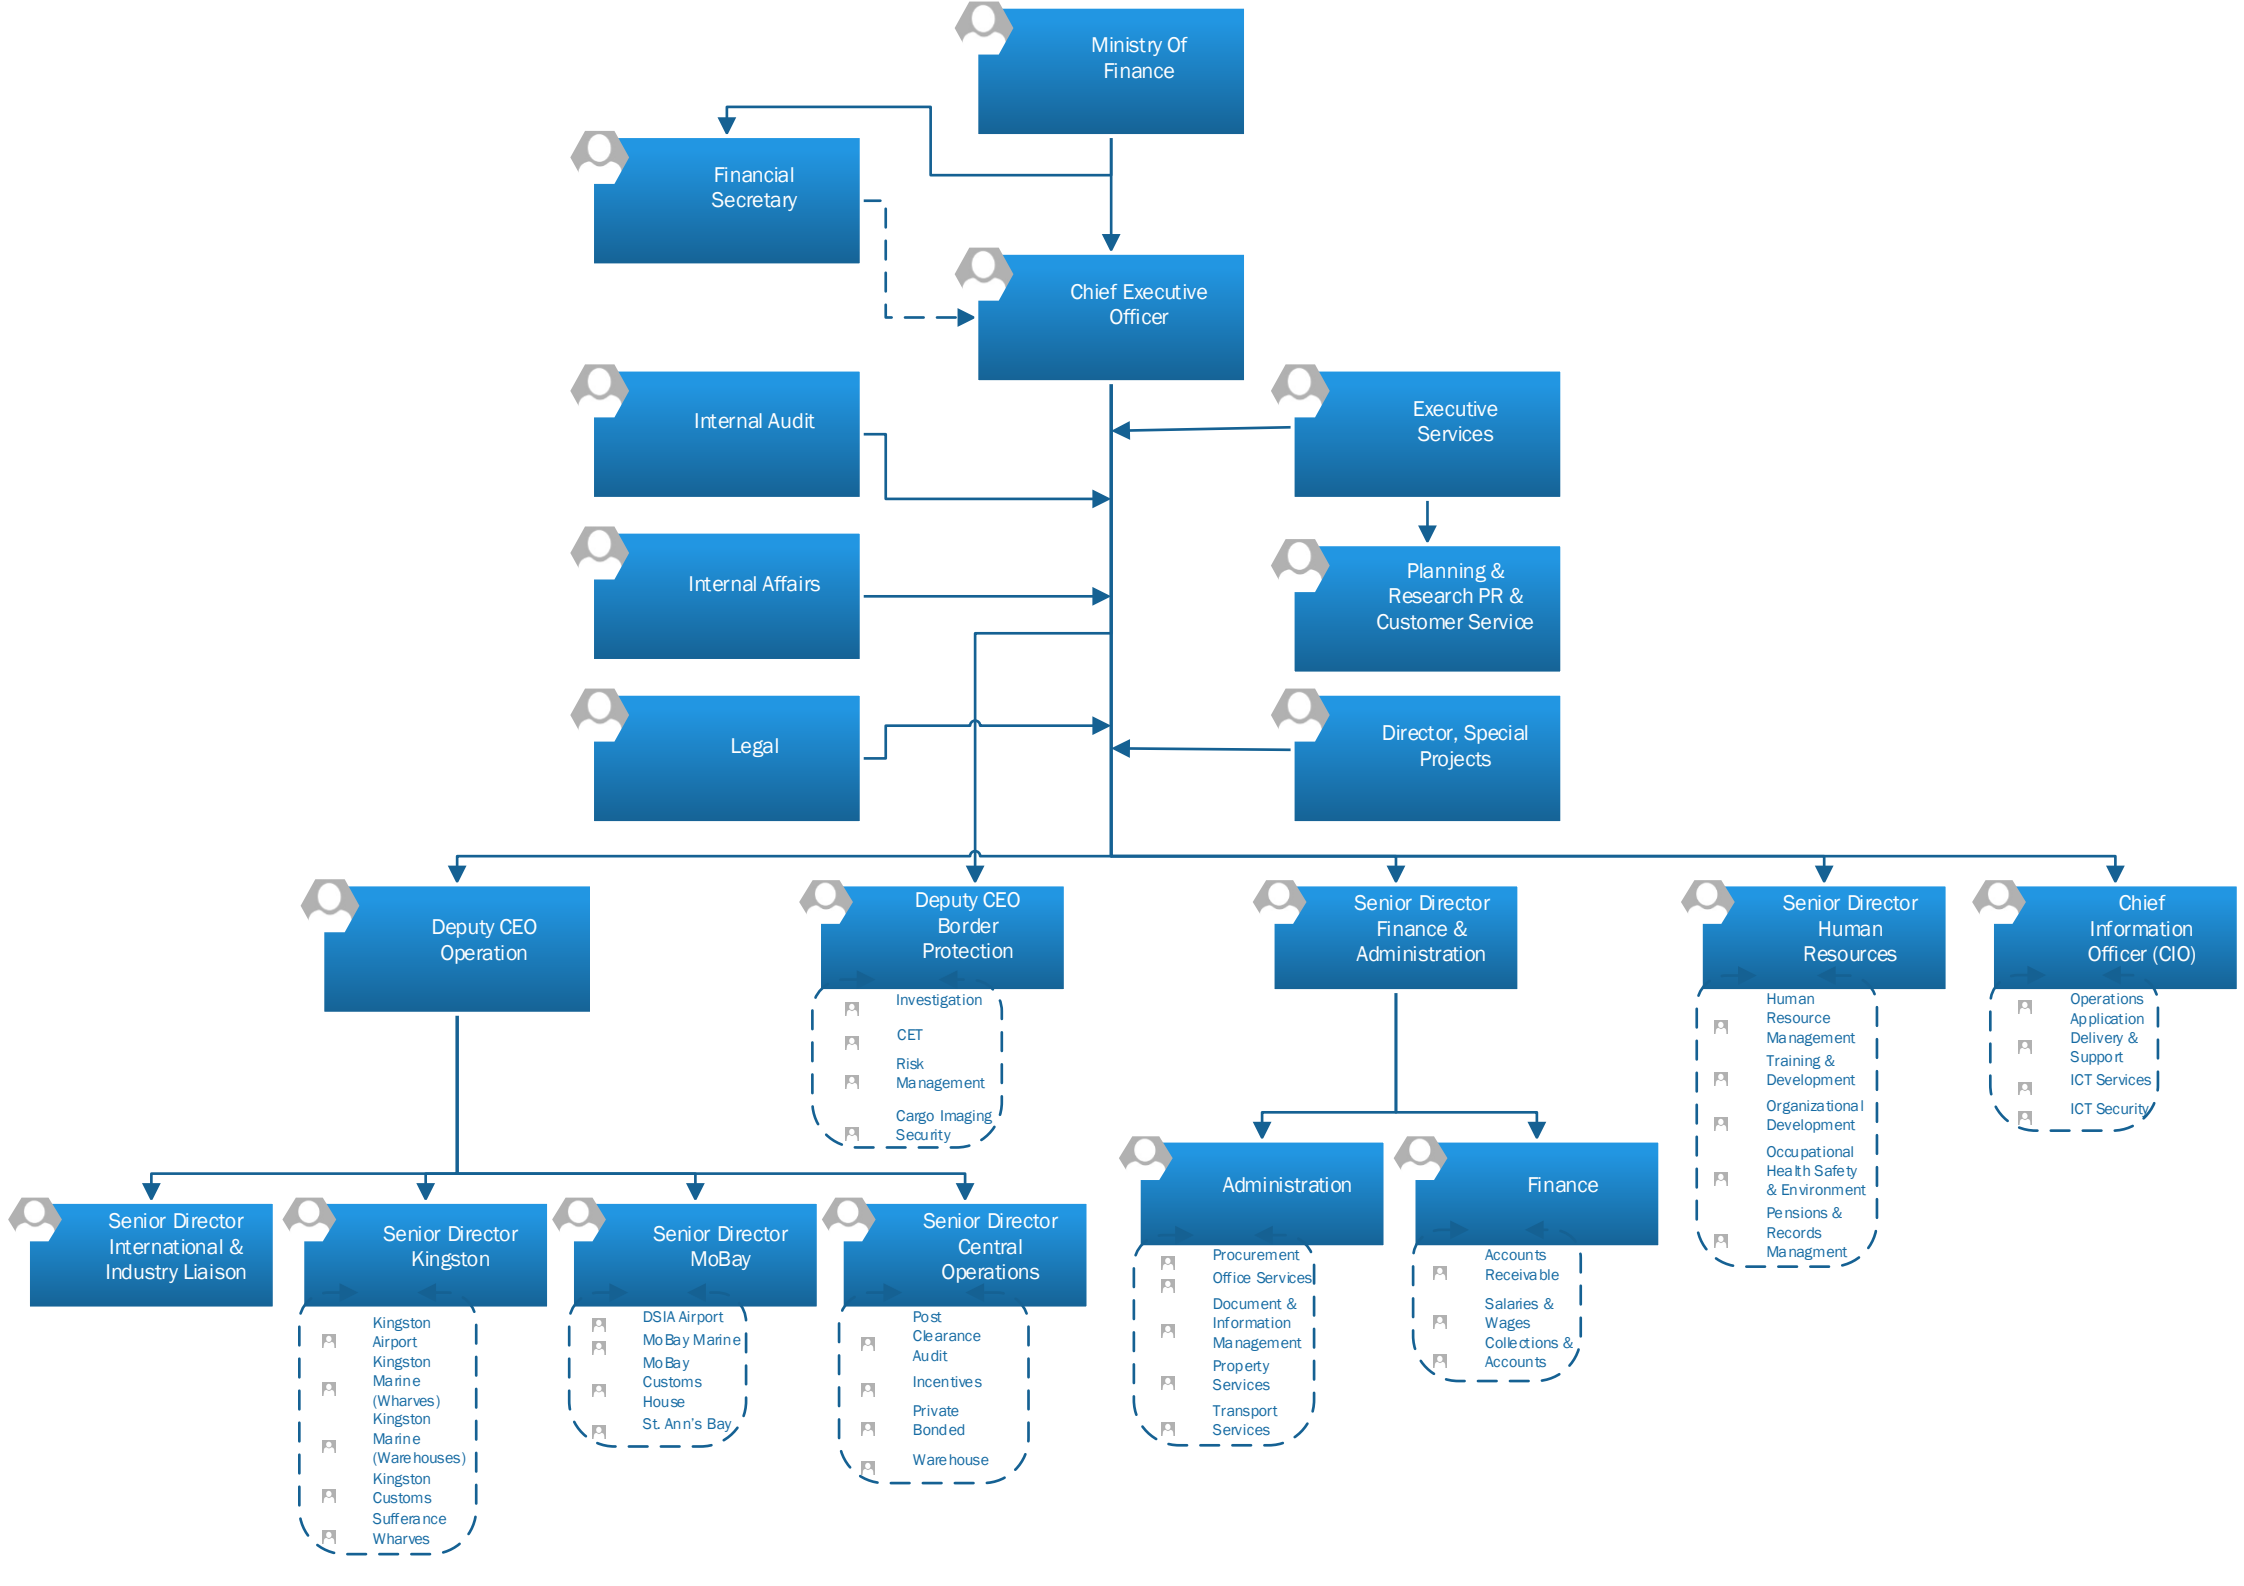 Ministry Of
Finance
Financial
Secretary
Chief Executive
Officer
Internal Audit
Executive
Services
Internal Affairs
Planning &
Research PR &
Customer Service
Legal
Director, Special
Projects
Deputy CEO
Operation
Deputy CEO
Border
Protection
Investigation
CET
Risk
Management
Cargo Imaging
Security
Senior Director
Finance &
Administration
Senior Director
Human
Resources
Human
Resource
Management
Training &
Development
Organizational
Development
Occupational
Health Safety
& Environment
Pensions &
Records
Managment
Chief
Information
Officer (CIO)
Operations
Application
Delivery &
Support
ICT Services
ICT Security
Senior Director
International &
Industry Liaison
Senior Director
Kingston
Kingston
Airport
Kingston
Marine
(Wharves)
Kingston
Marine
(Warehouses)
Kingston
Customs
Sufferance
Wharves
Senior Director
MoBay
DSIA Airport
MoBay Marine
MoBay
Customs
House
St. Ann's Bay
Senior Director
Central
Operations
Post
Clearance
Audit
Incentives
Private
Bonded
Warehouse
Administration
Procurement
Office Services
Document &
Information
Management
Property
Services
Transport
Services
Finance
Accounts
Receivable
Salaries &
Wages
Collections &
Accounts